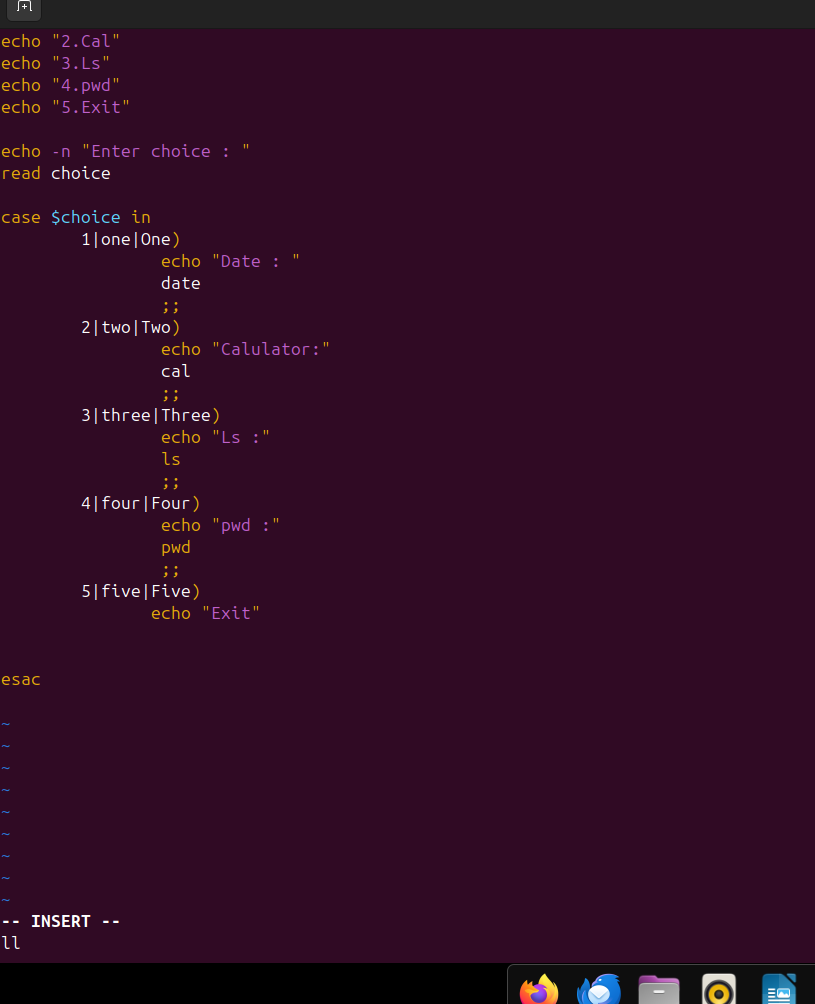 echo "2.Cal"
echo "3.Ls"
echo "4.pwd"
echo "5.Exit"
echo -n "Enter choice : "
read choice
case $choice in
1|one|One)
echo "Date : "
date
;;
2|two|Two)
echo "Calulator:"
cal
;;
3|three|Three)
echo "Ls :"
ls
;;
4|four|Four)
echo "pwd :"
pwd
;;
5|five|Five)
echo "Exit"
esac
~
~
~
~
~
~
~
~
~
-- INSERT --
ll